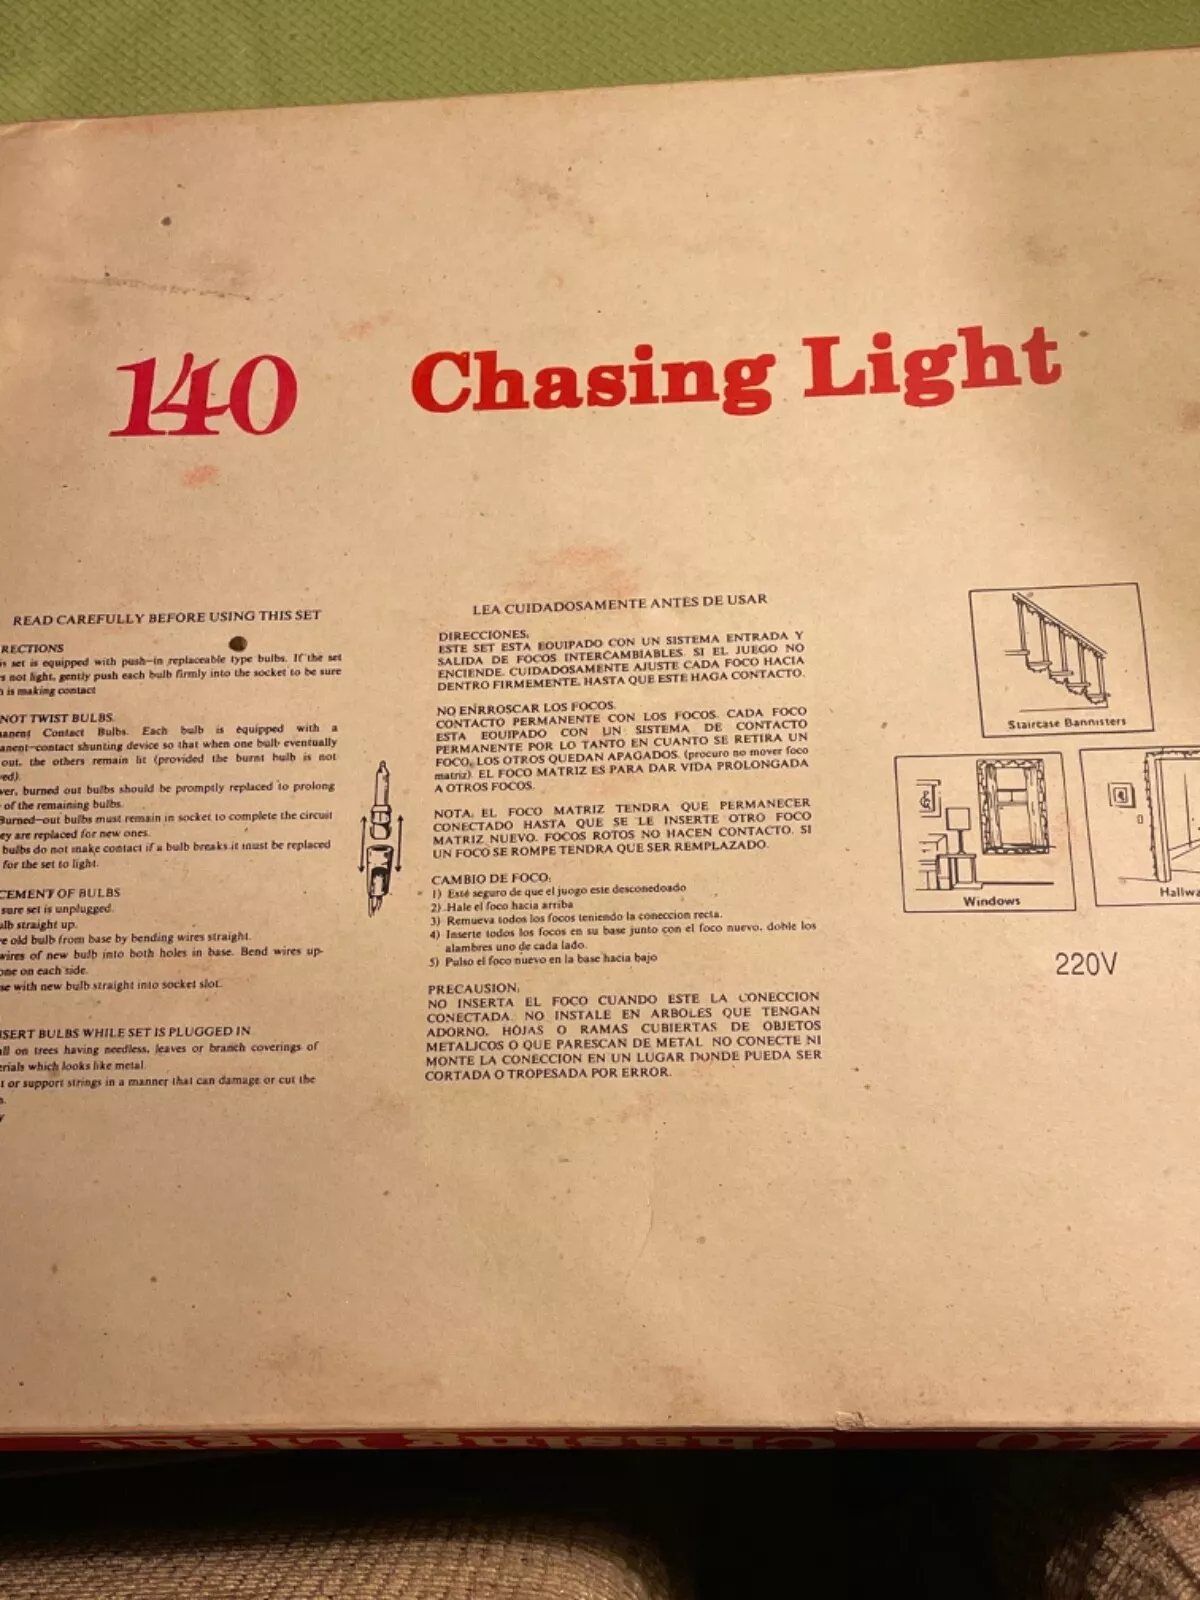 140 Chasing Light
READ CAREFULLY BEFORE USING THIS SET
RECTIONS
is set is equipped with push-in replaceable type bulbs. If the set
s not light, gently push each bulb firmly into the socket to be sure
h is making contact
NOT TWIST BULBS.
anent Contact Bulbs. Each bulb is equipped with a
anent-contact shunting device so that when one bulb eventually
out, the others remain lit (provided the burnt bulb is not
ved).
ver, burned out bulbs should be promptly replaced to prolong
of the remaining bulbs.
Burned-out bulbs must remain in socket to complete the circuit
ey are replaced for new ones.
bulbs do not make contact if a bulb breaks it must be replaced
for the set to light.
CEMENT OF BULBS
sure set is unplugged.
ulb straight up.
ve old bulb from base by bending wires straight.
wires of new bulb into both holes in base. Bend wires up-
one on each side.
se with new bulb straight into socket slot.
SERT BULBS WHILE SET IS PLUGGED IN
all on trees having needless, leaves or branch coverings of
erials which looks like metal.
t or support strings in a manner that can damage or cut the
LEA CUIDADOSAMENTE ANTES DE USAR
DIRECCIONES,
ESTE SET ESTA EQUIPADO CON UN SISTEMA ENTRADA Y
SALIDA DE FOCOS INTERCAMBIABLES. SI EL JUEGO NO
ENCIENDE. CUIDADOSAMENTE AJUSTE CADA FOCO HACIA
DENTRO FIRMEMENTE. HASTA QUE ESTE HAGA CONTACTO.
NO ENRROSCAR LOS FOCOS.
CONTACTO PERMANENTE CON LOS FOCOS. CADA FOCO
ESTA EQUIPADO CON UN SISTEMA DE CONTACTO
PERMANENTE POR LO TANTO EN CUANTO SE RETIRA UN
FOCO, LOS OTROS QUEDAN APAGADOS. (procuro no mover foco
matriz). EL FOCO MATRIZ ES PARA DAR VIDA PROLONGADA
A OTROS FOCOS.
NOTA, EL FOCO MATRIZ TENDRA QUE PERMANECER
CONECTADO HASTA QUE SE LE INSERTE OTRO FOCO
MATRIZ NUEVO. FOCOS ROTOS NO HACEN CONTACTO. SI
UN FOCO SE ROMPE TENDRA QUE SER REMPLAZADO.
CAMBIO DE FOCO,
1) Esté seguro de que el juogo este desconedoado
2) Hale el foco hacia arriba
3) Remueva todos los focos teniendo la coneccion recta.
4) Inserte todos los focos en su base junto con el foco nuevo, doble los
alambres uno de cada lado.
5) Pulso el foco nuevo en la base hacia bajo
PRECAUSION,
NO INSERTA EL FOCO CUANDO ESTE LA CONECCION
CONECTADA. NO INSTALE EN ARBOLES QUE TENGAN
ADORNO, HOJAS O RAMAS CUBIERTAS DE OBJETOS
METALICOS O QUE PARESCAN DE METAL. NO CONECTE NI
MONTE LA CONECCION EN UN LUGAR DONDE PUEDA SER
CORTADA O TROPESADA POR ERROR.
Staircase Bannisters
Windows
Hallwa
220V
Chasing Light